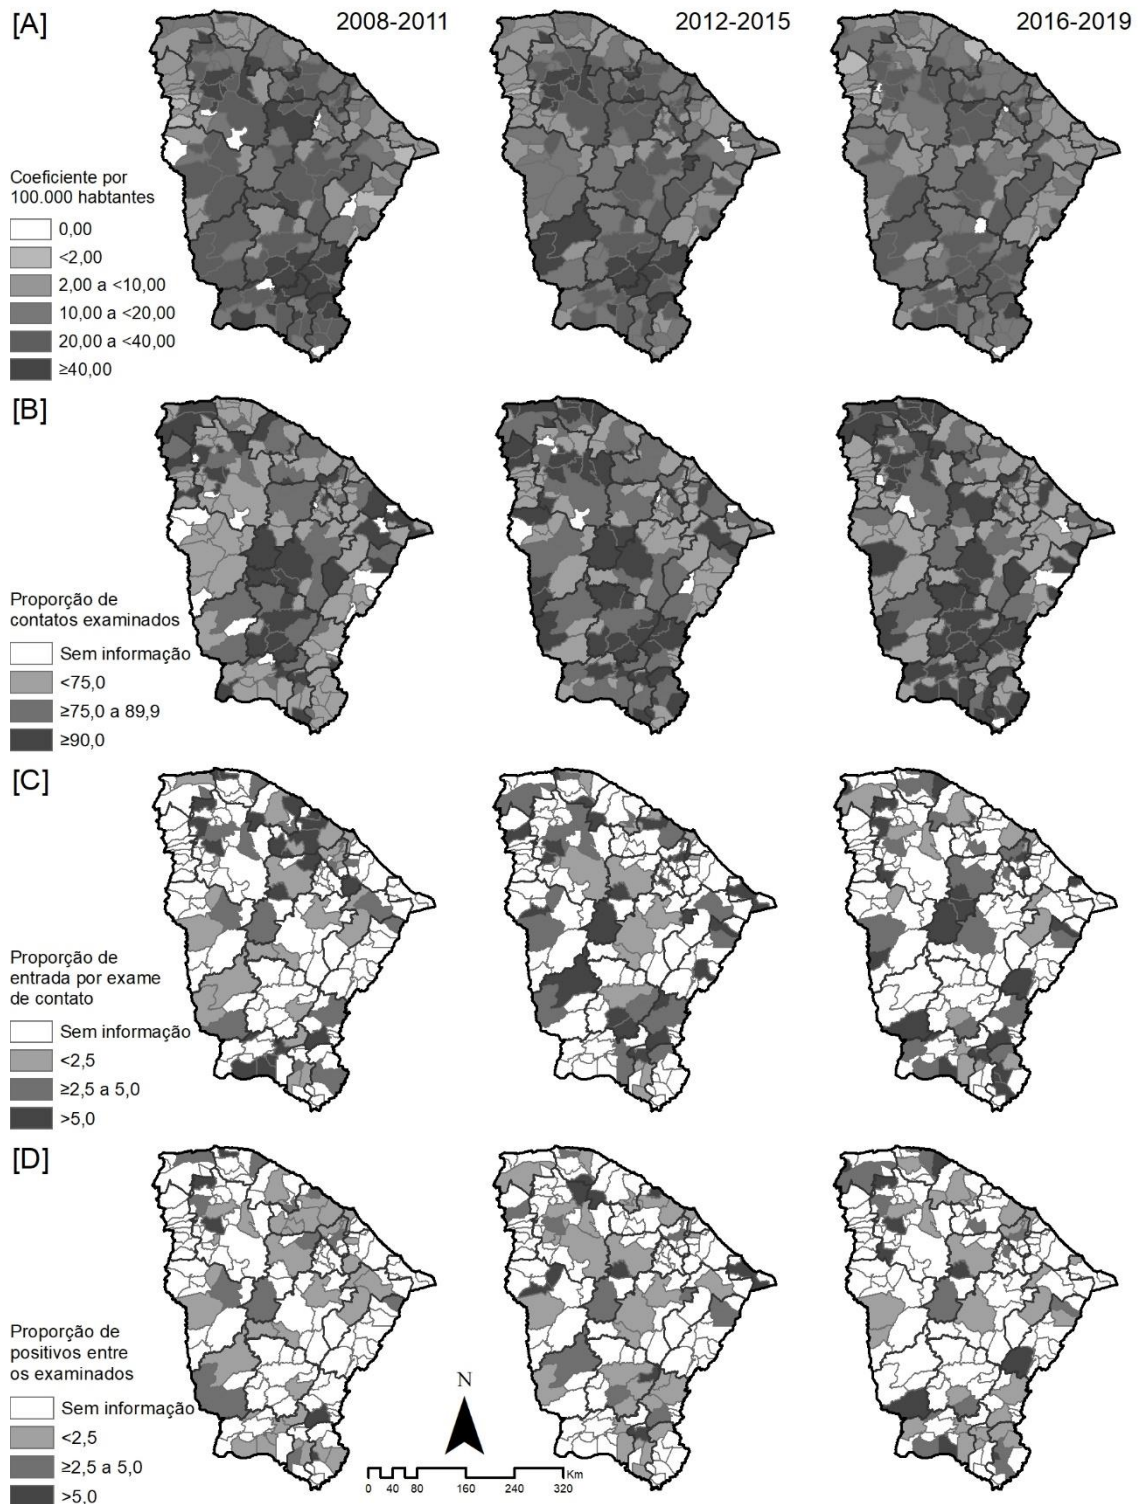 [A]
2008-2011
2012-2015
2016-2019
Coeficiente por
100.000 habtantes
0,00
<2,00
2,00 a <10,00
10,00 a <20,00
20,00 a <40,00
≥40,00
[B]
Proporção de
contatos examinados
Sem informação
<75,0
≥75,0 a 89,9
≥90,0
[C]
Proporção de
entrada por exame
de contato
Sem informação
<2,5
≥2,5 a 5,0
>5,0
[D]
Proporção de
positivos entre
os examinados
Sem informação
<2,5
≥2,5 a 5,0
>5,0
N
0 40 80 160 240 320 Km